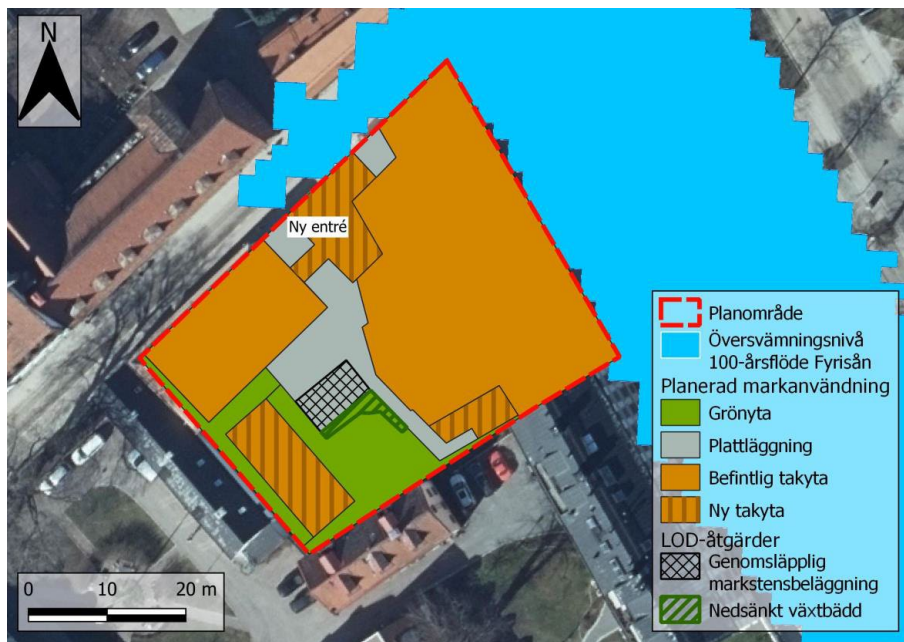 N
Ny entré
Planområde
Översvämningsnivå
100-årsflöde Fyrisån
Planerad markanvändning
Grönyta
Plattläggning
Befintlig takyta
Ny takyta
LOD-åtgärder
Genomsläpplig
markstensbeläggning
Nedsänkt växtbädd
0 10 20 m